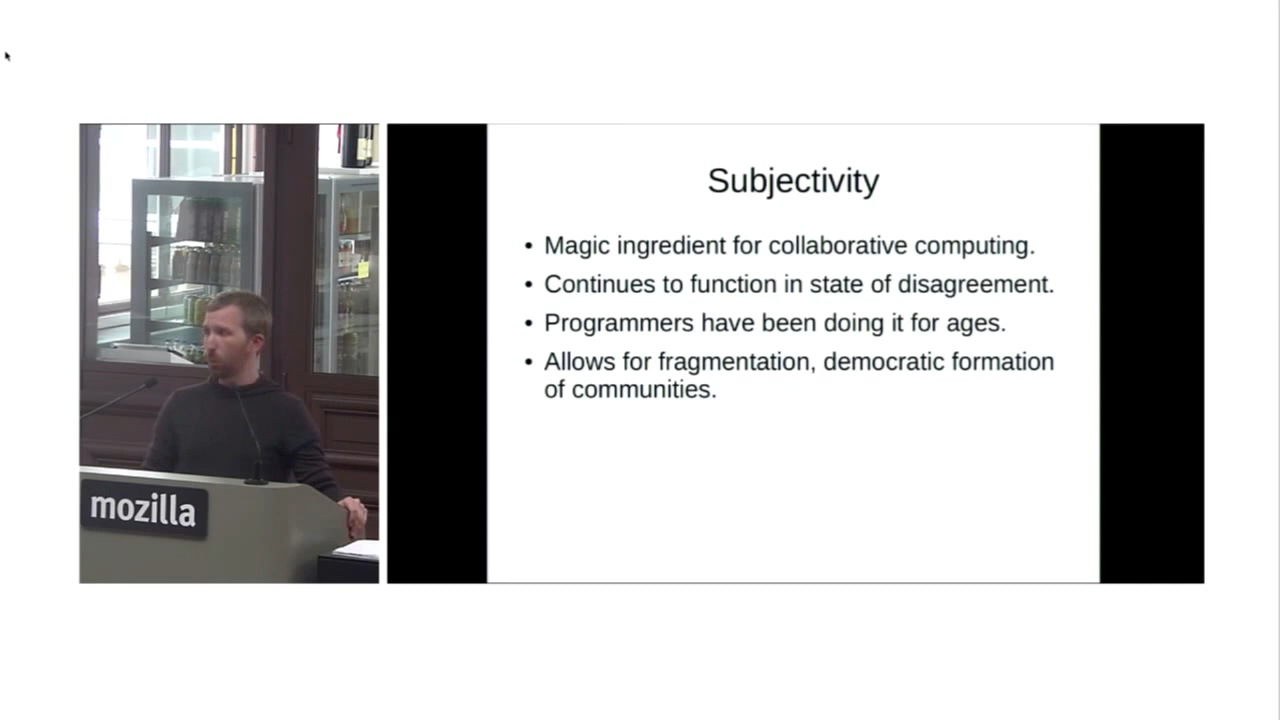 mozilla
Subjectivity
• Magic ingredient for collaborative computing.
• Continues to function in state of disagreement.
• Programmers have been doing it for ages.
• Allows for fragmentation, democratic formation
of communities.